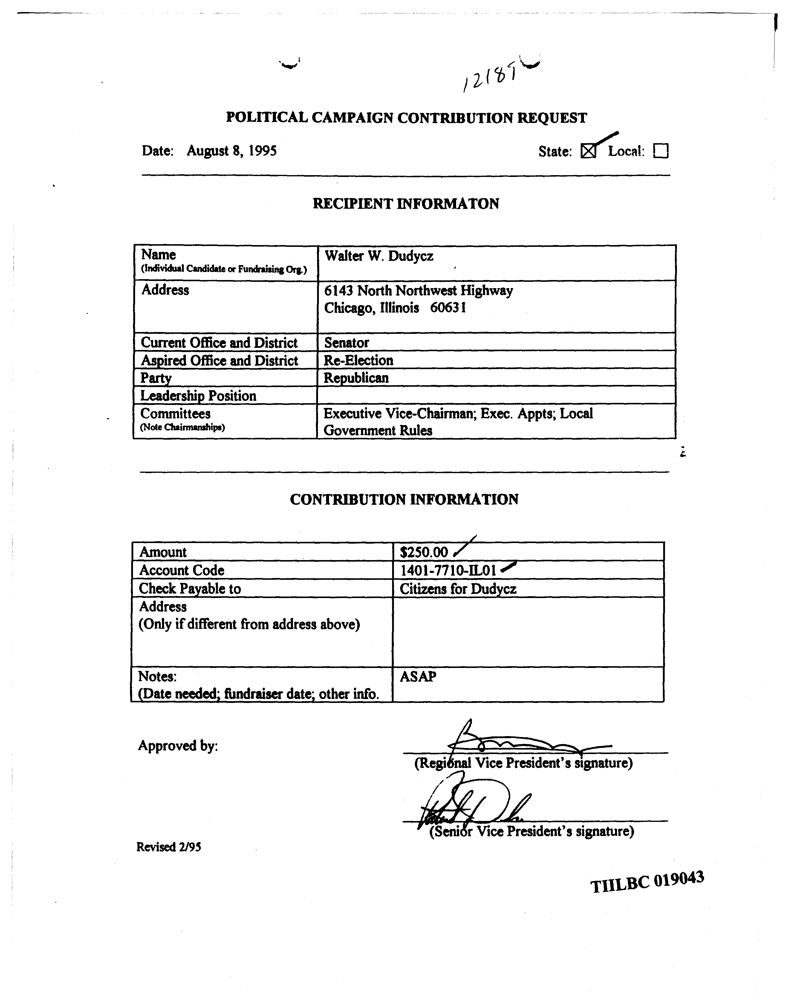 POLITICAL CAMPAIGN CONTRIBUTION REQUEST
Date: August 8, 1995 State: ☒ Local: ☐
RECIPIENT INFORMATON
Name Walter W. Dudycz
(Individual Candidate or Fundraising Org.)
Address 6143 North Northwest Highway
Chicago, Illinois 60631
Current Office and District Senator
Aspired Office and District Re-Election
Party Republican
Leadership Position
Committees Executive Vice-Chairman; Exec. Appts; Local
(Note Chairmanships) Government Rules
CONTRIBUTION INFORMATION
Amount $250.00
Account Code 1401-7710-IL01
Check Payable to Citizens for Dudycz
Address
(Only if different from address above)
Notes: ASAP
(Date needed; fundraiser date; other info.
Approved by:
(Regional Vice President's signature)
(Senior Vice President's signature)
Revised 2/95
TIILBC 019043